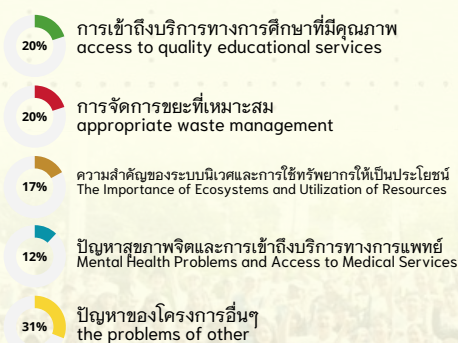 20%
การเข้าถึงบริการทางการศึกษาที่มีคุณภาพ
access to quality educational services
20%
การจัดการขยะที่เหมาะสม
appropriate waste management
17%
ความสำคัญของระบบนิเวศและการใช้ทรัพยากรให้เป็นประโยชน์
The Importance of Ecosystems and Utilization of Resources
12%
ปัญหาสุขภาพจิตและการเข้าถึงบริการทางการแพทย์
Mental Health Problems and Access to Medical Services
31%
ปัญหาของโครงการอื่นๆ
the problems of other